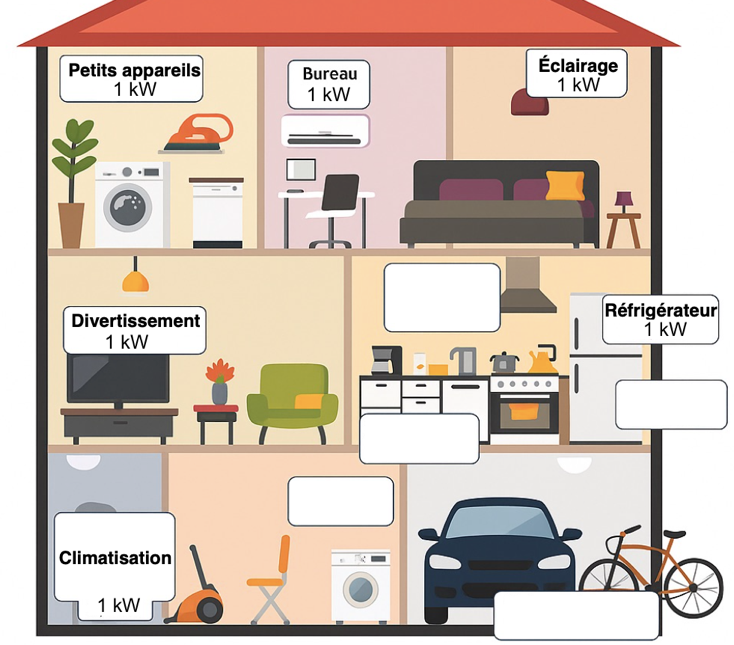 Petits appareils
1 kW
Bureau
1 kW
Éclairage
1 kW
Divertissement
1 kW
Réfrigérateur
1 kW
Climatisation
1 kW